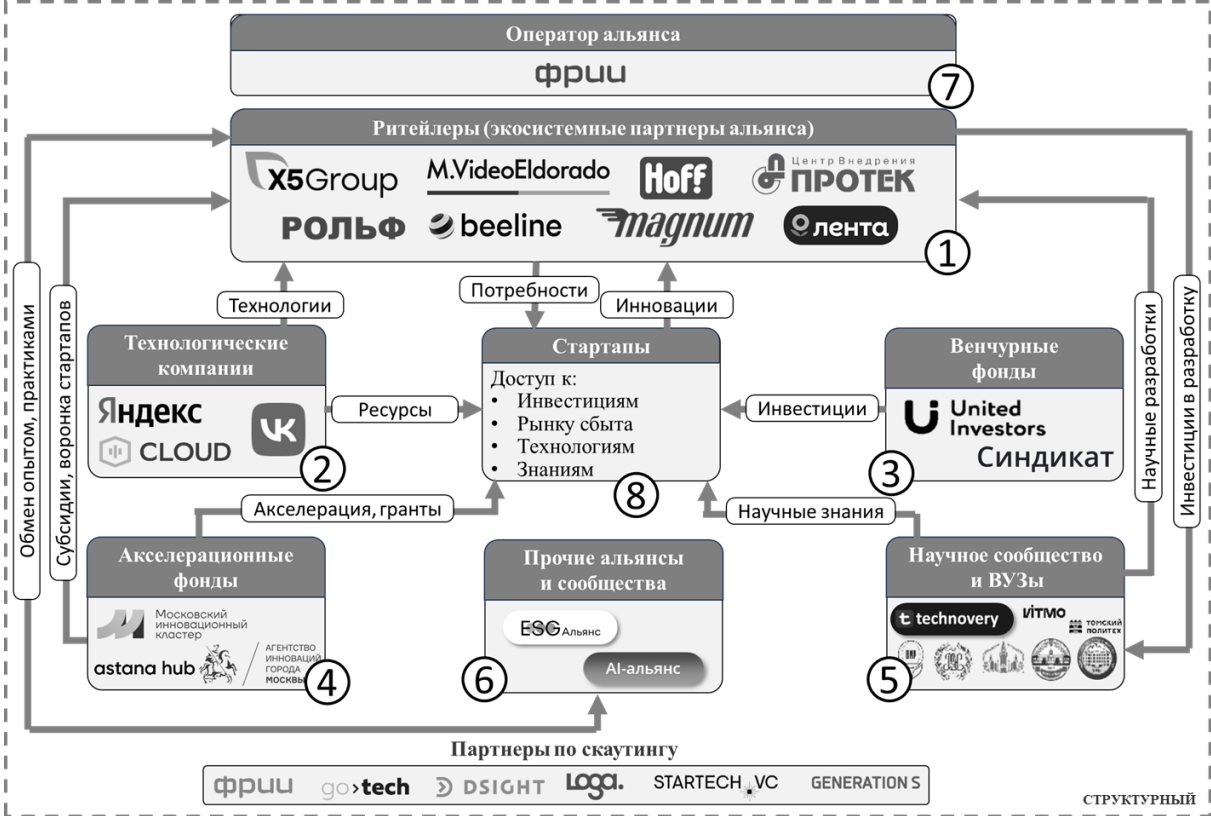 Оператор альянса
фрии
7
Ритейлеры (экосистемные партнеры альянса)
X5Group
M.VideoEldorado
Hoff
Центр Внедрения
ПРОТЕК
РОЛЬФ
beeline
magnum
лента
1
Технологии
Потребности
Инновации
Технологические
компании
Яндекс
CLOUD
VK
2
Ресурсы
Стартапы
Доступ к:
• Инвестициям
• Рынку сбыта
• Технологиям
• Знаниям
8
Инвестиции
Венчурные
фонды
United
Investors
Синдикат
3
Обмен опытом, практиками
Субсидии, воронка стартапов
Научные разработки
Инвестиции в разработку
Акселерация, гранты
Научные знания
Акселерационные
фонды
Московский
инновационный
кластер
astana hub
АГЕНТСТВО
ИННОВАЦИЙ
ГОРОДА
МОСКВЫ
4
Прочие альянсы
и сообщества
ESG Альянс
AI-альянс
6
Научное сообщество
и ВУЗы
t technovery
ИТМО
ТОМСКИЙ
ПОЛИТЕХ
5
Партнеры по скаутингу
фрии
go>tech
DSIGHT
Loga.
STARTECH.VC
GENERATION S
СТРУКТУРНЫЙ